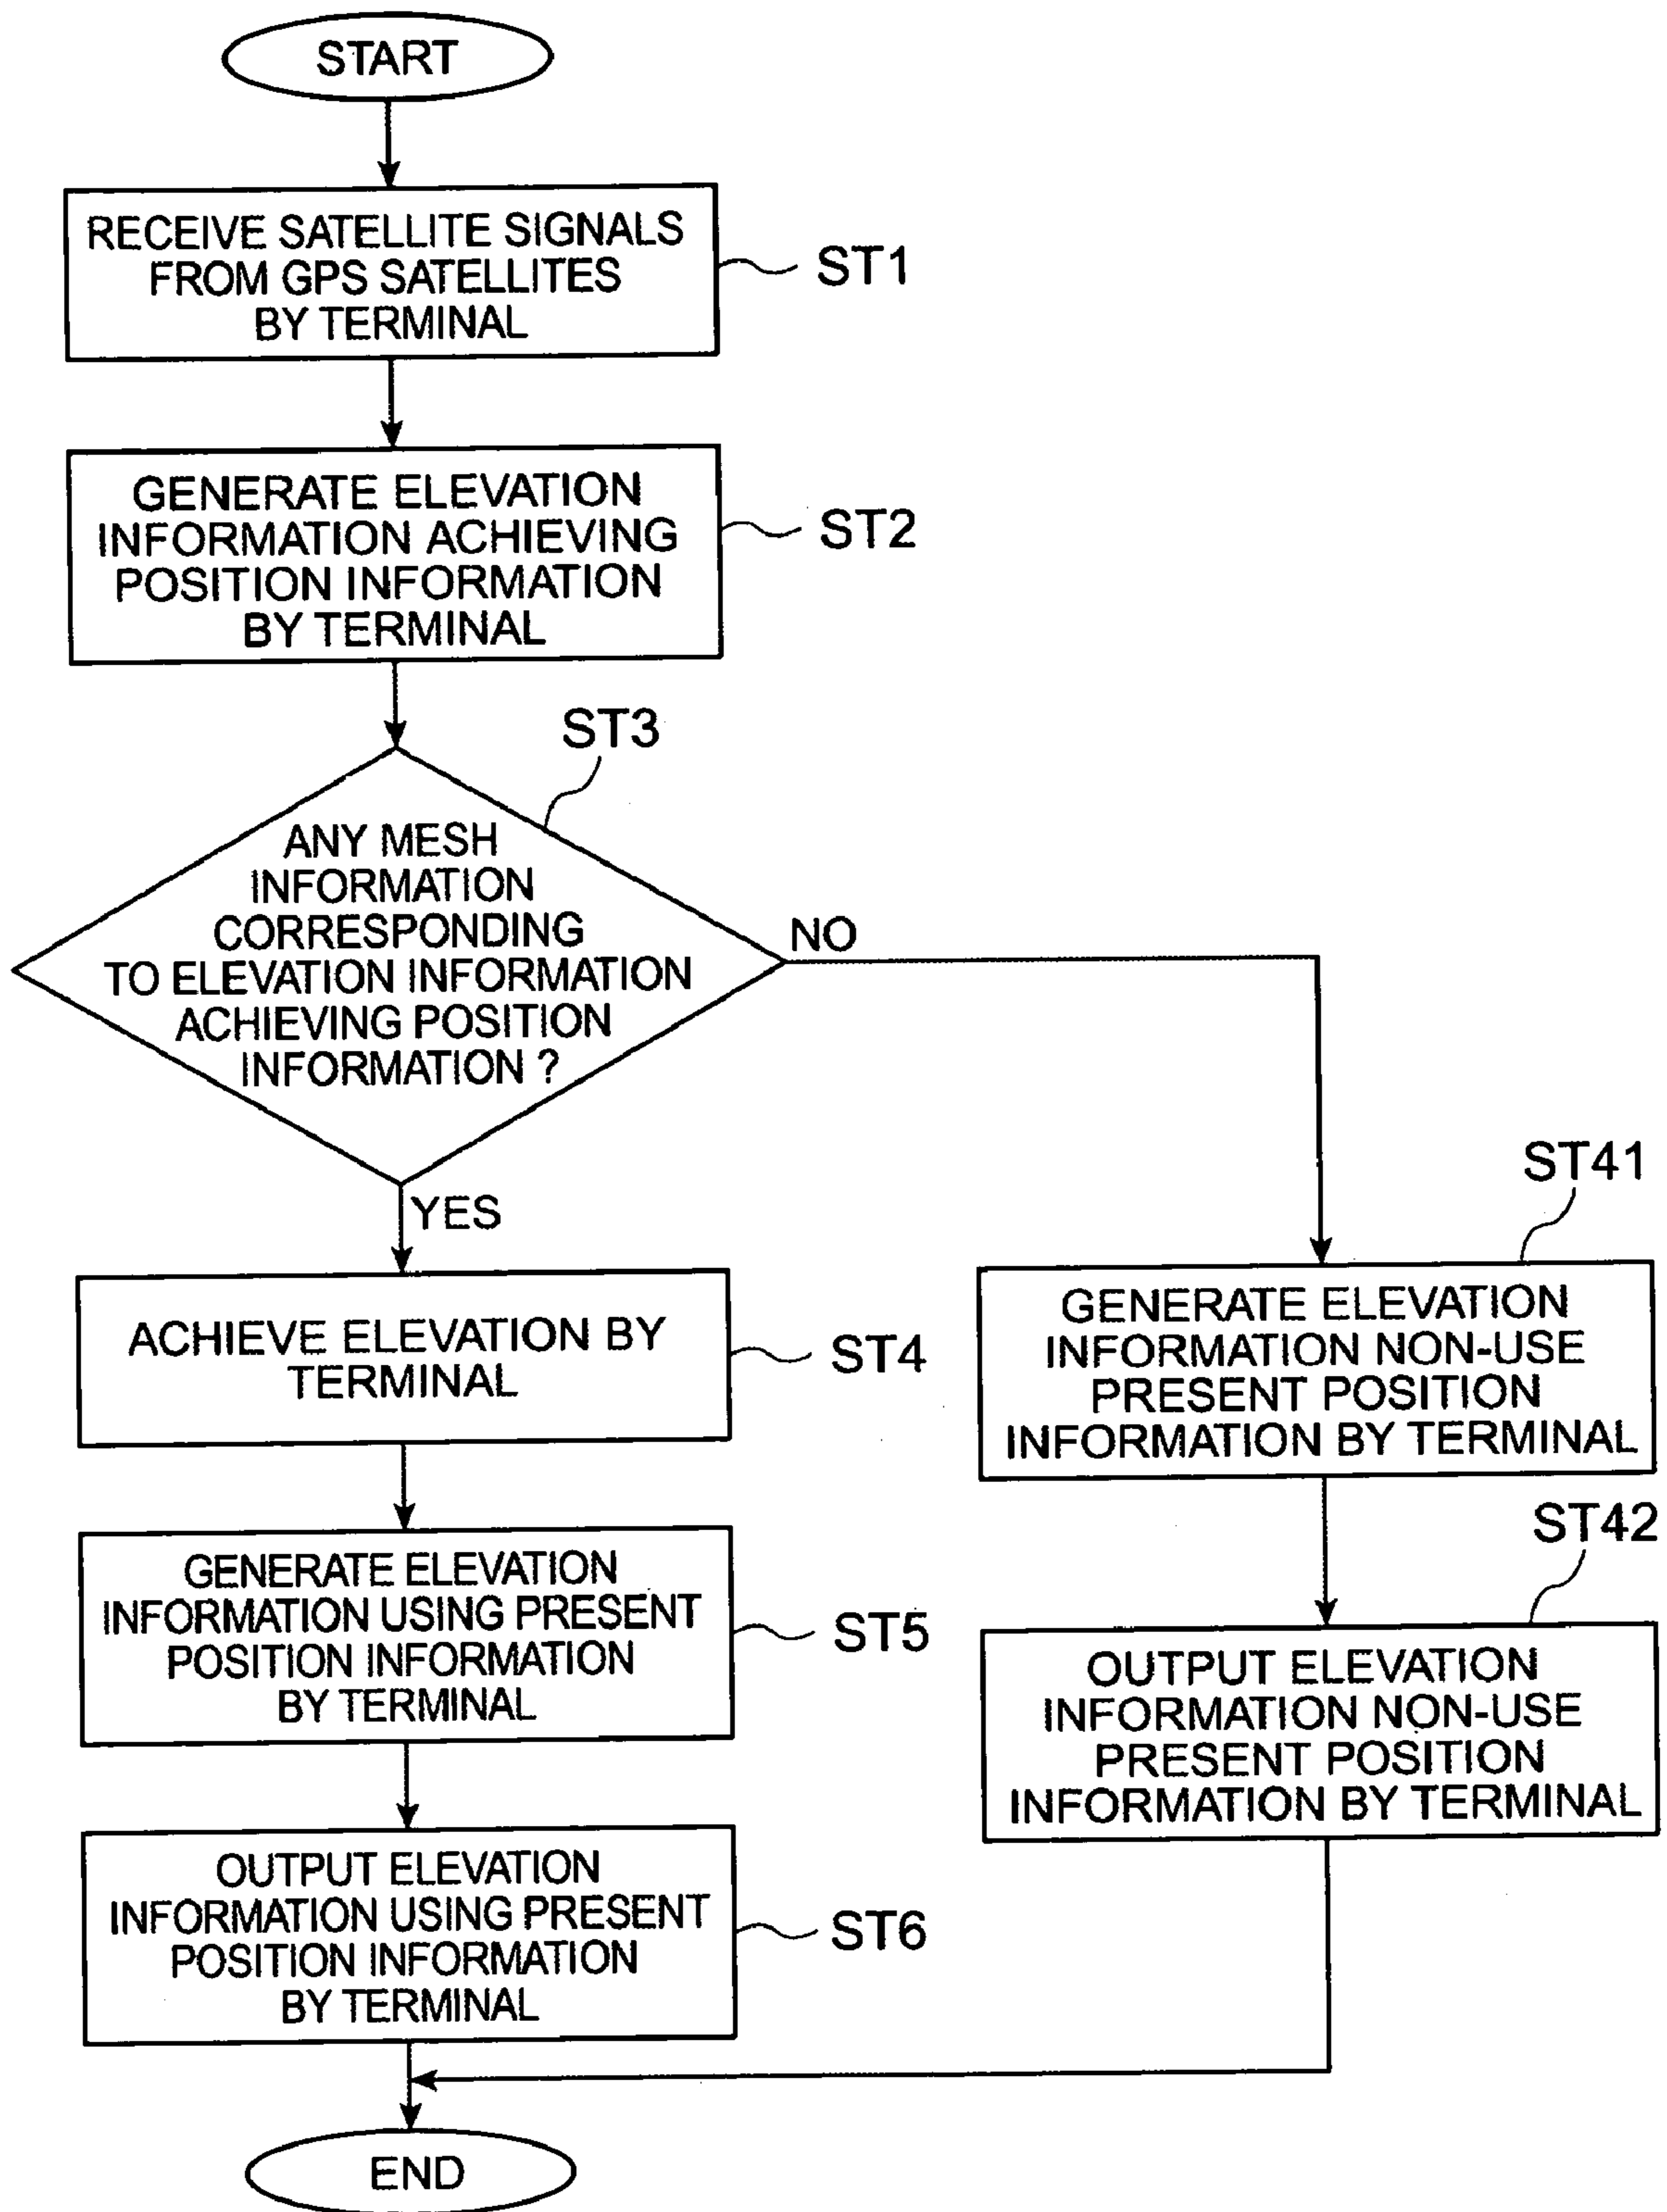 START
RECEIVE SATELLITE SIGNALS
FROM GPS SATELLITES
BY TERMINAL
ST1
GENERATE ELEVATION
INFORMATION ACHIEVING
POSITION INFORMATION
BY TERMINAL
ST2
ST3
ANY MESH
INFORMATION
CORRESPONDING
TO ELEVATION INFORMATION
ACHIEVING POSITION
INFORMATION ?
NO
YES
ACHIEVE ELEVATION BY
TERMINAL
ST4
GENERATE ELEVATION
INFORMATION USING PRESENT
POSITION INFORMATION
BY TERMINAL
ST5
OUTPUT ELEVATION
INFORMATION USING PRESENT
POSITION INFORMATION
BY TERMINAL
ST6
ST41
GENERATE ELEVATION
INFORMATION NON-USE
PRESENT POSITION
INFORMATION BY TERMINAL
ST42
OUTPUT ELEVATION
INFORMATION NON-USE
PRESENT POSITION
INFORMATION BY TERMINAL
END